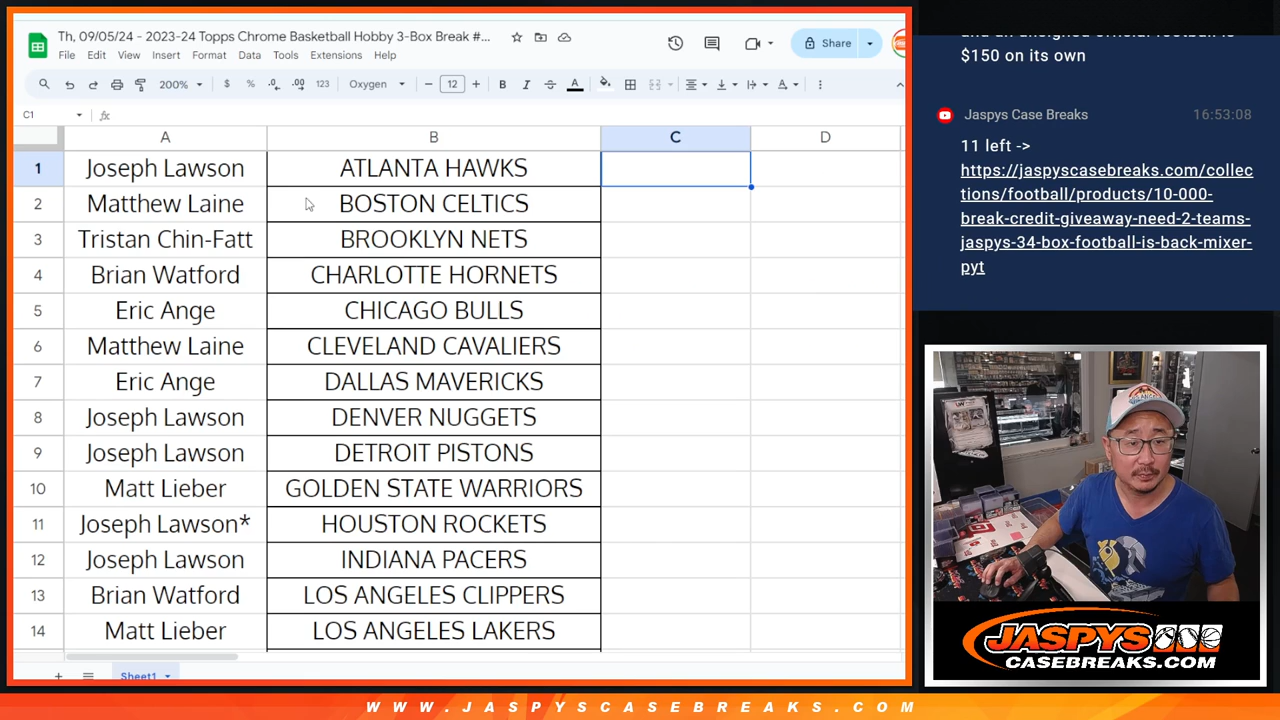 Th, 09/05/24 - 2023-24 Topps Chrome Basketball Hobby 3-Box Break #...
File Edit View Insert Format Data Tools Extensions Help
Share
200% $ % .0 .00 123 Oxygen 12 B I A
C1 fx
A B C D
1 Joseph Lawson ATLANTA HAWKS
2 Matthew Laine BOSTON CELTICS
3 Tristan Chin-Fatt BROOKLYN NETS
4 Brian Watford CHARLOTTE HORNETS
5 Eric Ange CHICAGO BULLS
6 Matthew Laine CLEVELAND CAVALIERS
7 Eric Ange DALLAS MAVERICKS
8 Joseph Lawson DENVER NUGGETS
9 Joseph Lawson DETROIT PISTONS
10 Matt Lieber GOLDEN STATE WARRIORS
11 Joseph Lawson* HOUSTON ROCKETS
12 Joseph Lawson INDIANA PACERS
13 Brian Watford LOS ANGELES CLIPPERS
14 Matt Lieber LOS ANGELES LAKERS
Sheet1
$150 on its own
Jaspys Case Breaks 16:53:08
11 left ->
https://jaspyscasebreaks.com/collec
tions/football/products/10-000-
break-credit-giveaway-need-2-teams-
jaspys-34-box-football-is-back-mixer-
pyt
JASPYS
CASEBREAKS.COM
WWW.JASPYSCASEBREAKS.COM